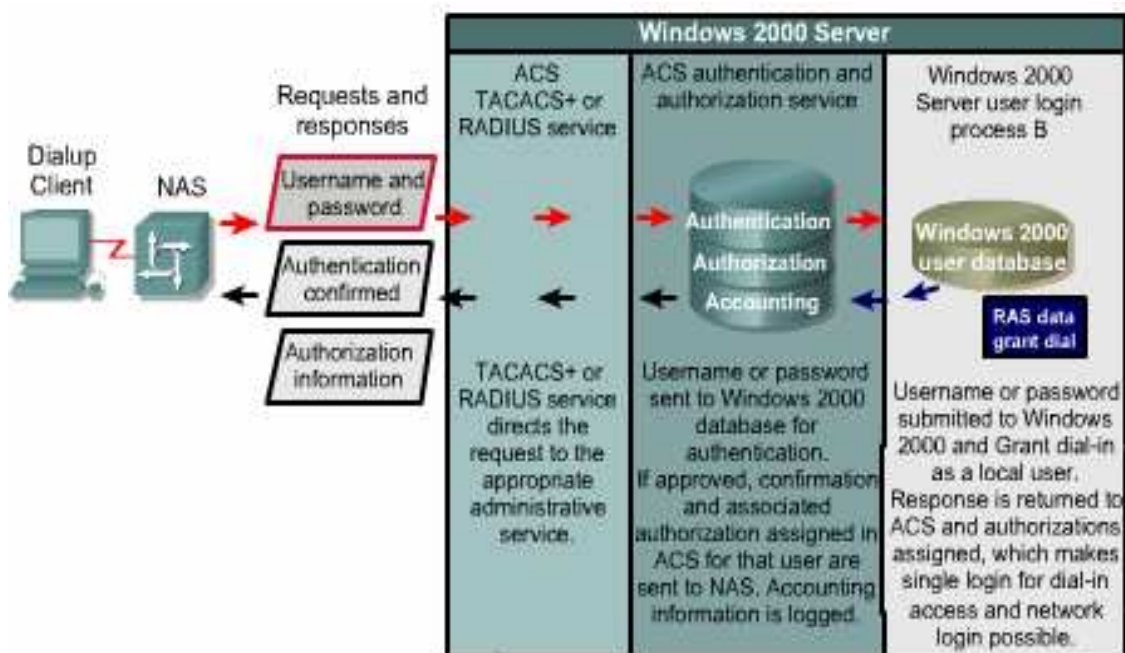 Windows 2000 Server
Requests and
responses
Dialup
Client
NAS
Username and
password
Authentication
confirmed
Authorization
information
ACS
TACACS+ or
RADIUS service
TACACS+ or
RADIUS service
directs the
request to the
appropriate
administrative
service.
ACS authentication and
authorization service
Authentication
Authorization
Accounting
Username or password
sent to Windows 2000
database for
authentication.
If approved, confirmation
and associated
authorization assigned in
ACS for that user are
sent to NAS. Accounting
information is logged.
Windows 2000
Server user login
process B
Windows 2000
user database
RAS data
grant dial
Username or password
submitted to Windows
2000 and Grant dial-in
as a local user.
Response is returned to
ACS and authorizations
assigned, which makes
single login for dial-in
access and network
login possible.